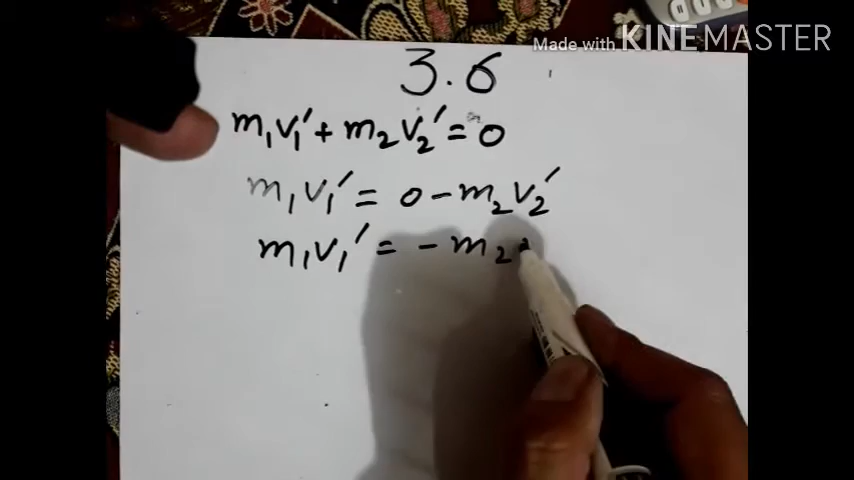 Made with KINEMASTER
3.6
m₁v₁′ + m₂v₂′ = 0
m₁v₁′ = 0 - m₂v₂′
m₁v₁′ = - m₂